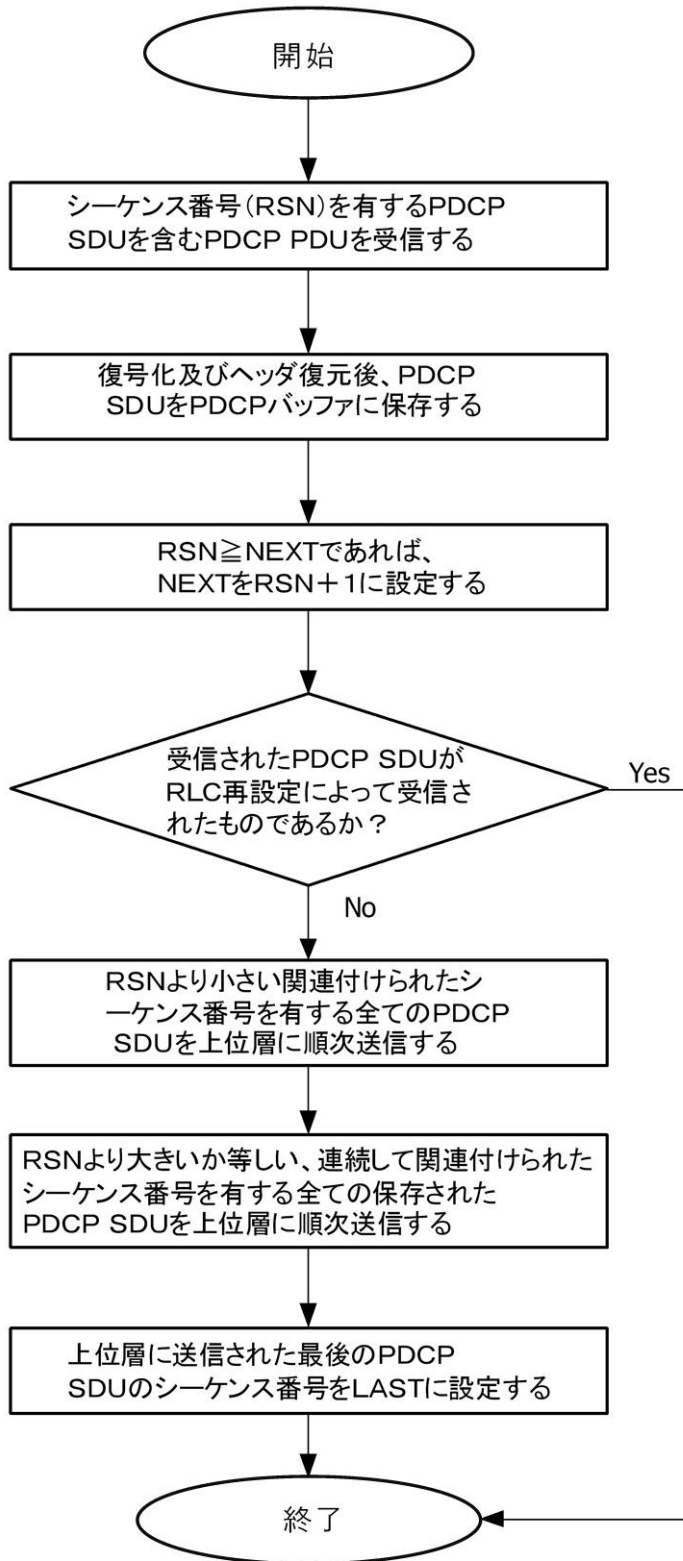 開始
シーケンス番号(RSN)を有するPDCP
SDUを含むPDCP PDUを受信する
復号化及びヘッダ復元後、PDCP
SDUをPDCPバッファに保存する
RSN≧NEXTであれば、
NEXTをRSN+1に設定する
受信されたPDCP SDUが
RLC再設定によって受信さ
れたものであるか？
Yes
No
RSNより小さい関連付けられたシ
ーケンス番号を有する全てのPDCP
SDUを上位層に順次送信する
RSNより大きいか等しい、連続して関連付けられた
シーケンス番号を有する全ての保存された
PDCP SDUを上位層に順次送信する
上位層に送信された最後のPDCP
SDUのシーケンス番号をLASTに設定する
終了